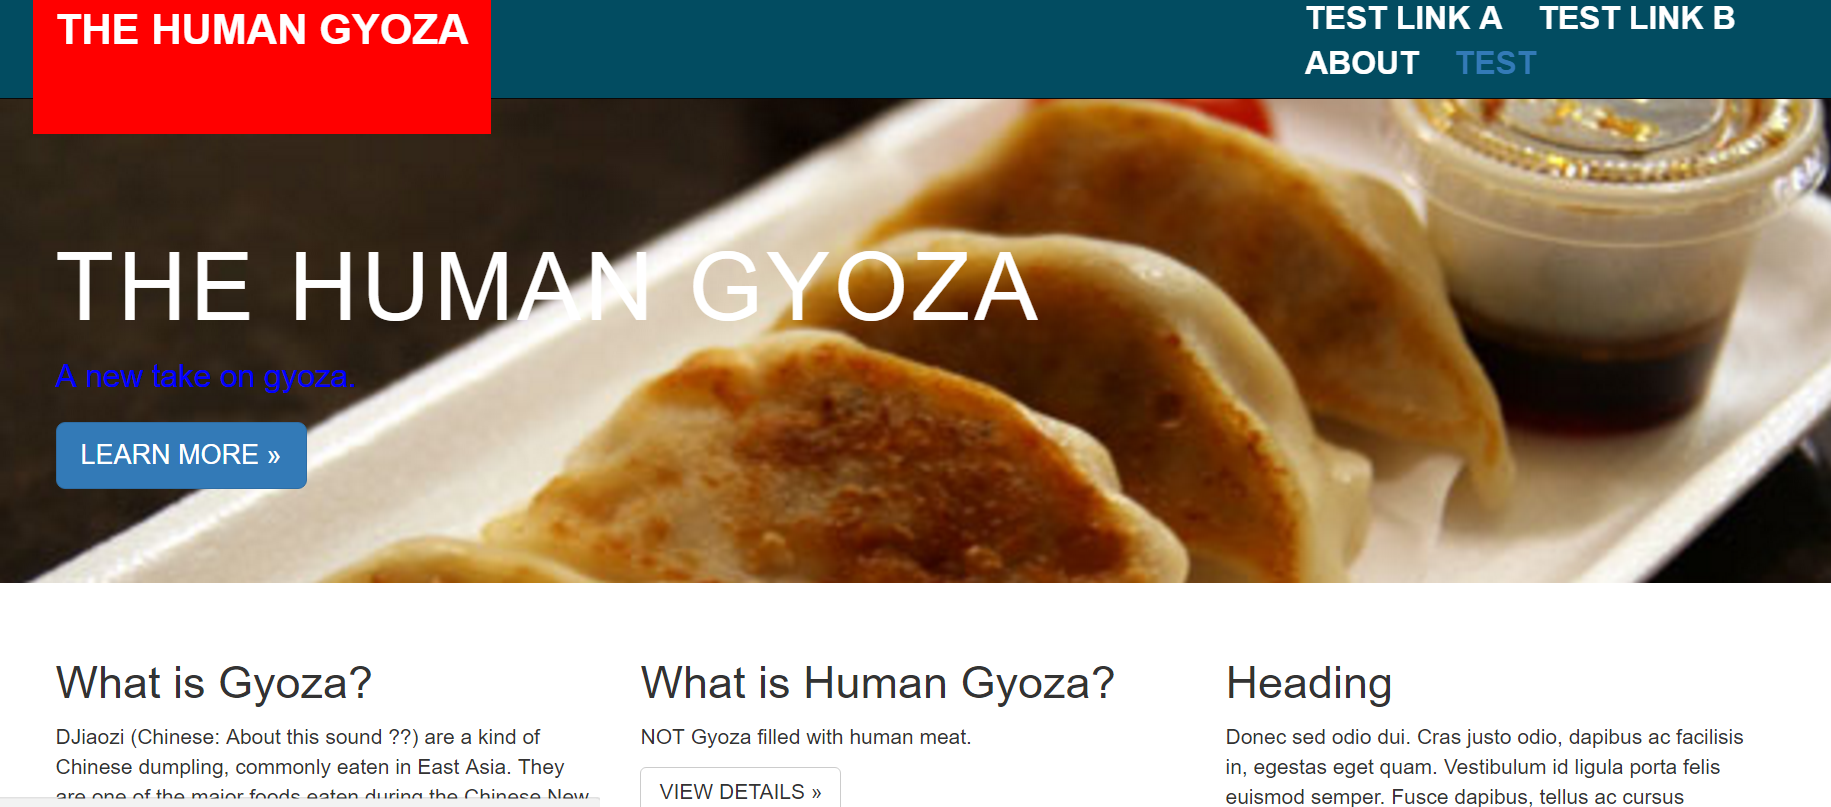 THE HUMAN GYOZA
TEST LINK A TEST LINK B
ABOUT TEST
THE HUMAN GYOZA
A new take on gyoza.
LEARN MORE »
What is Gyoza?
DJiaozi (Chinese: About this sound ??) are a kind of
Chinese dumpling, commonly eaten in East Asia. They
are one of the major foods eaten during the Chinese New
What is Human Gyoza?
NOT Gyoza filled with human meat.
VIEW DETAILS »
Heading
Donec sed odio dui. Cras justo odio, dapibus ac facilisis
in, egestas eget quam. Vestibulum id ligula porta felis
euismod semper. Fusce dapibus, tellus ac cursus